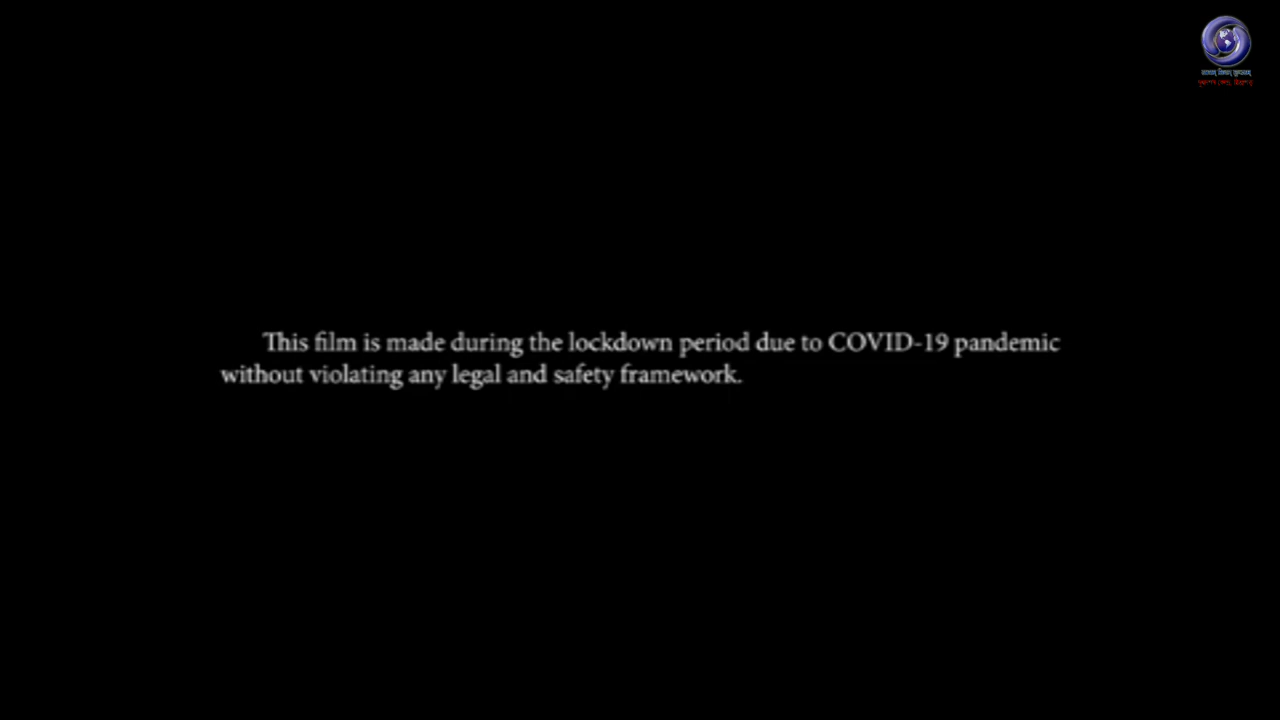 This film is made during the lockdown period due to COVID-19 pandemic
without violating any legal and safety framework.